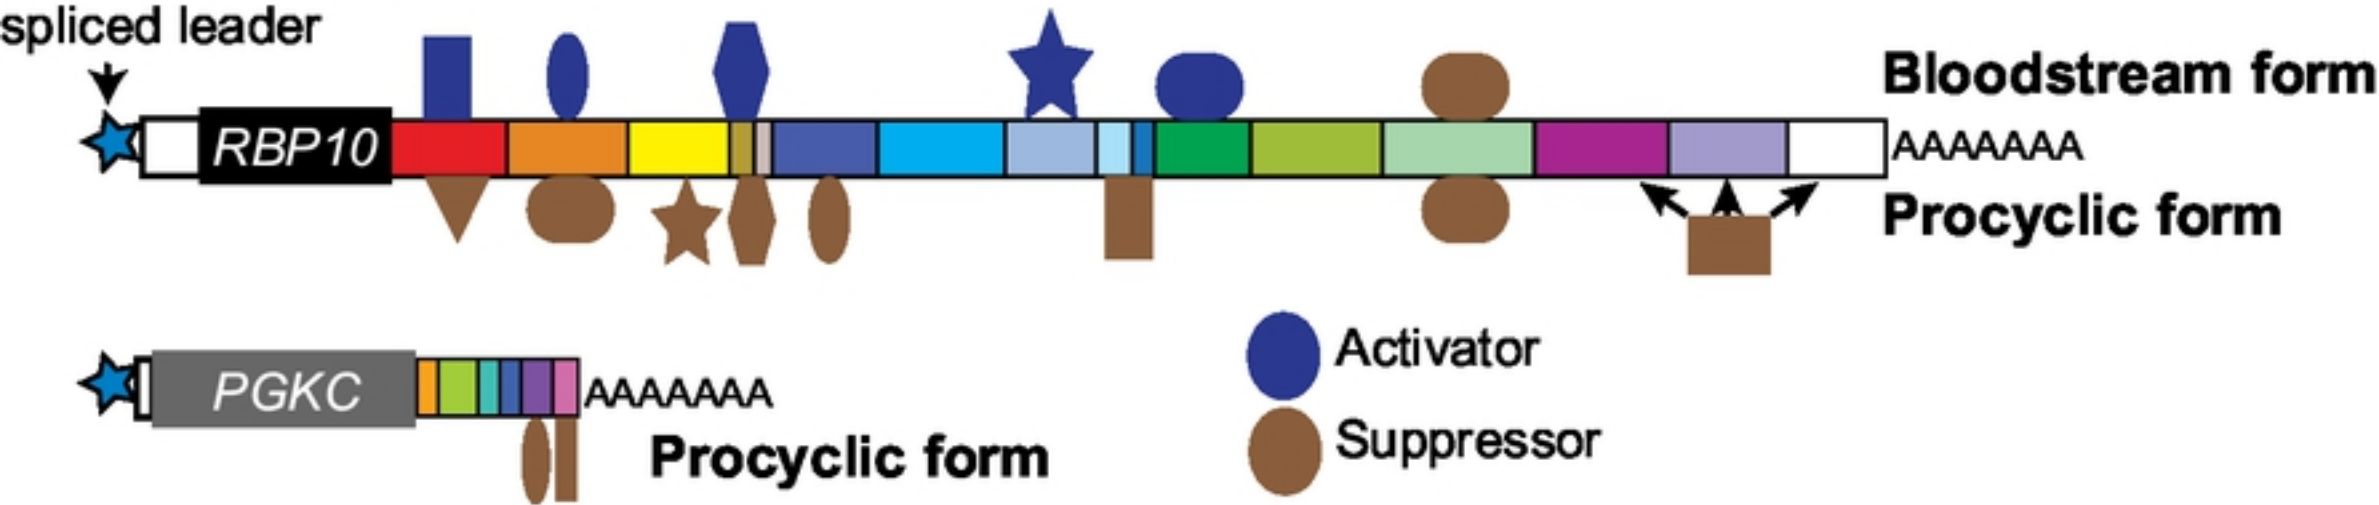 spliced leader
Bloodstream form
RBP10
AAAAAAA
Procyclic form
PGKC
AAAAAAA
Procyclic form
Activator
Suppressor